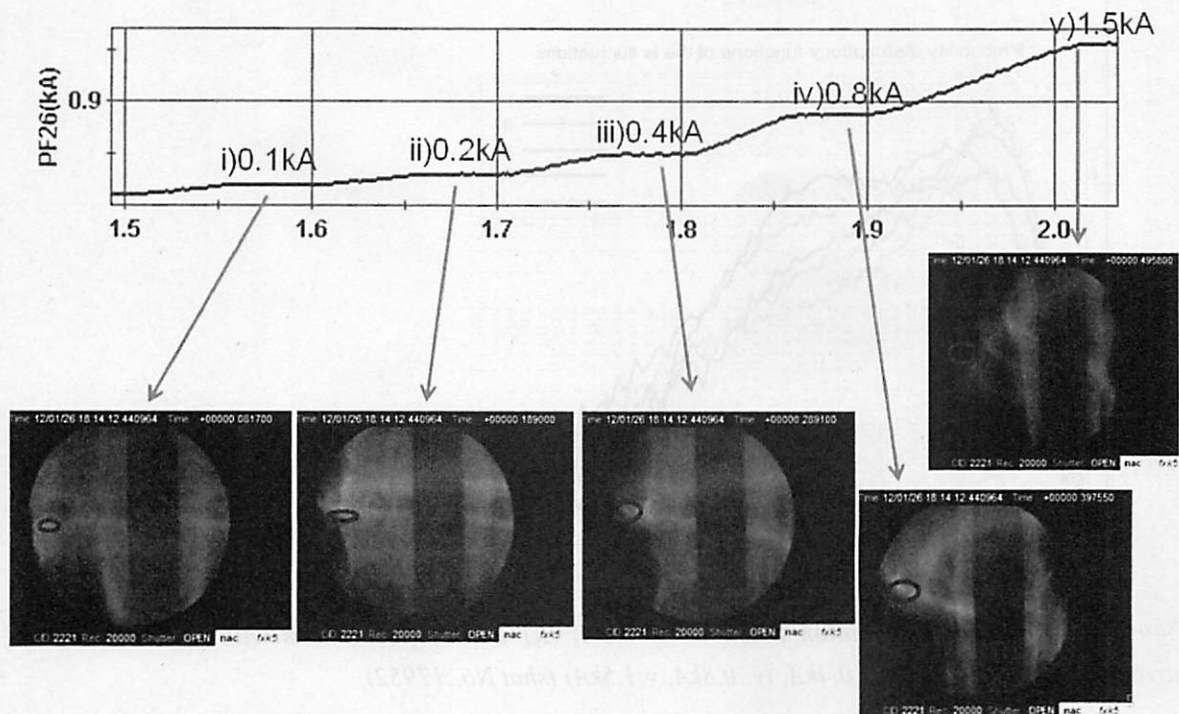 v)1.5kA
PF26(kA)
0.9
iv)0.8kA
iii)0.4kA
ii)0.2kA
i)0.1kA
1.5 1.6 1.7 1.8 1.9 2.0
Time 12/01/26 18.14.12.440964 Time +00000.495800
CID 2221 Rec 20000 Shutter OPEN nac fxk5
Time 12/01/26 18.14.12.440964 Time +00000.081700
CID 2221 Rec 20000 Shutter OPEN nac fxk5
Time 12/01/26 18.14.12.440964 Time +00000.189000
CID 2221 Rec 20000 Shutter OPEN nac fxk5
Time 12/01/26 18.14.12.440964 Time +00000.289100
CID 2221 Rec 20000 Shutter OPEN nac fxk5
Time 12/01/26 18.14.12.440964 Time +00000.397550
CID 2221 Rec 20000 Shutter OPEN nac fxk5